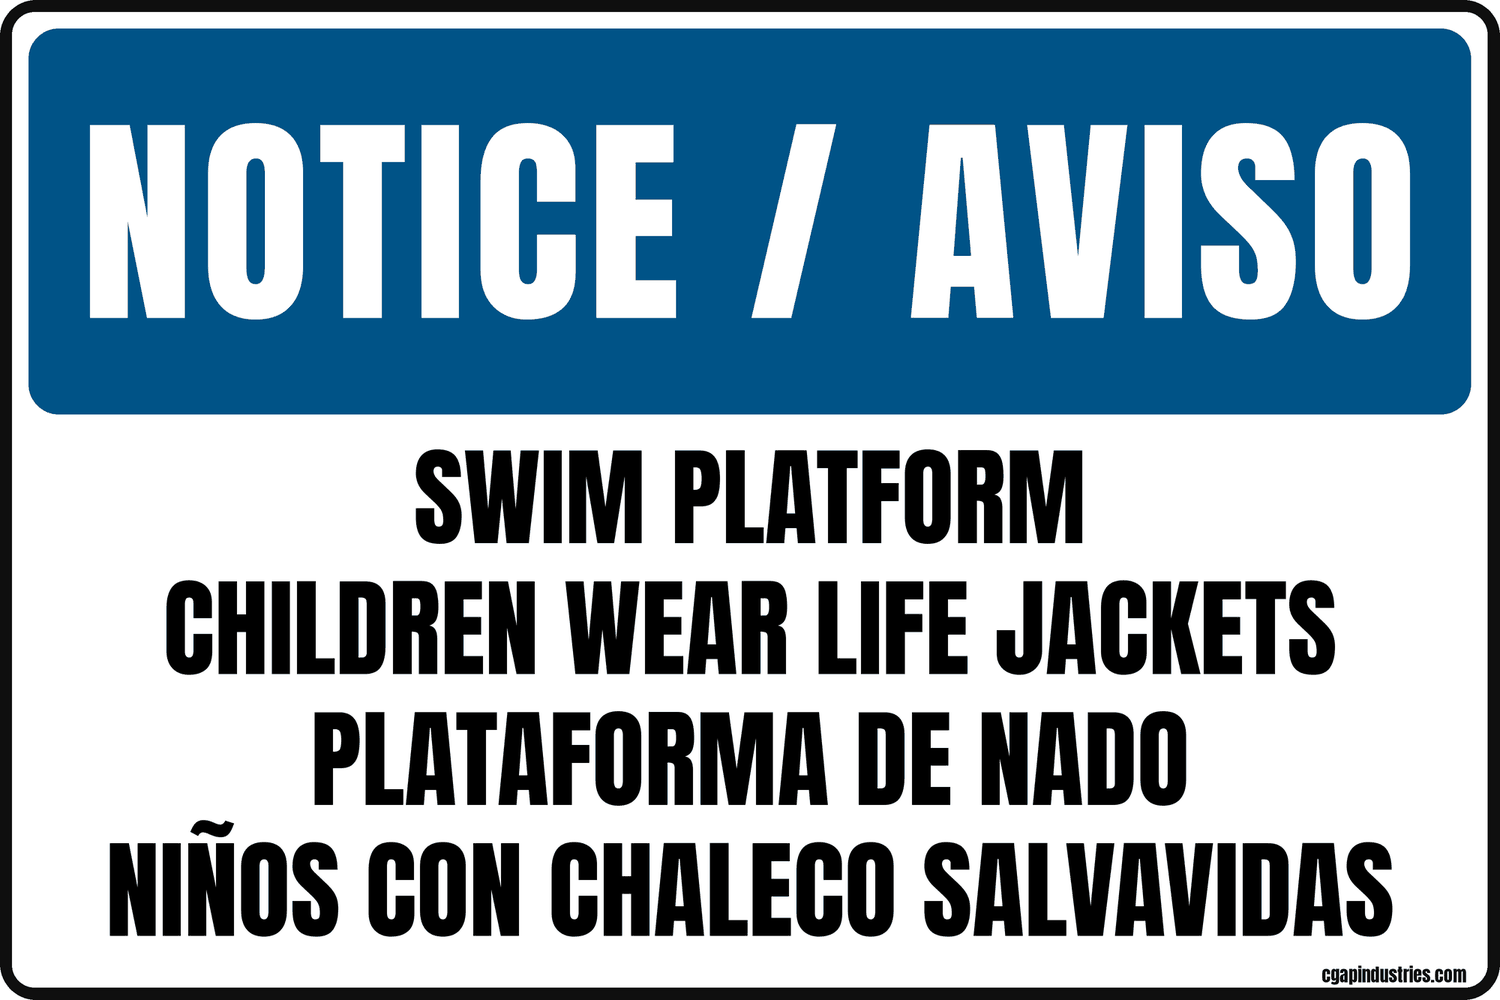 NOTICE / AVISO
SWIM PLATFORM
CHILDREN WEAR LIFE JACKETS
PLATAFORMA DE NADO
NIÑOS CON CHALECO SALVAVIDAS
cgapindustries.com